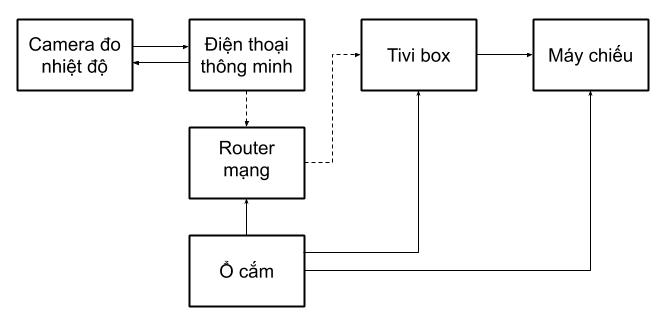 Camera đo
nhiệt độ
Điện thoại
thông minh
Tivi box
Máy chiếu
Router
mạng
Ổ cắm